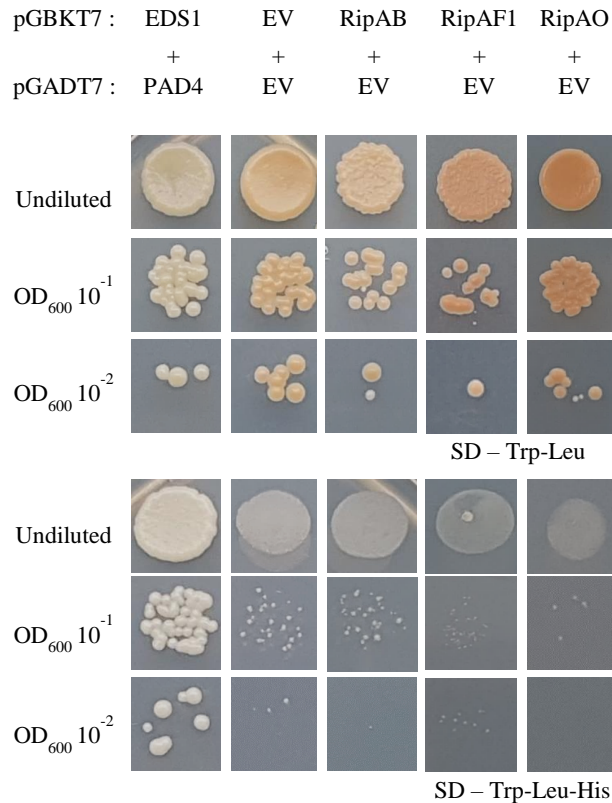 pGBKT7 : EDS1 EV RipAB RipAF1 RipAO
+ + + + +
pGADT7 : PAD4 EV EV EV EV
Undiluted
OD₆₀₀ 10⁻¹
OD₆₀₀ 10⁻²
SD – Trp-Leu
Undiluted
OD₆₀₀ 10⁻¹
OD₆₀₀ 10⁻²
SD – Trp-Leu-His